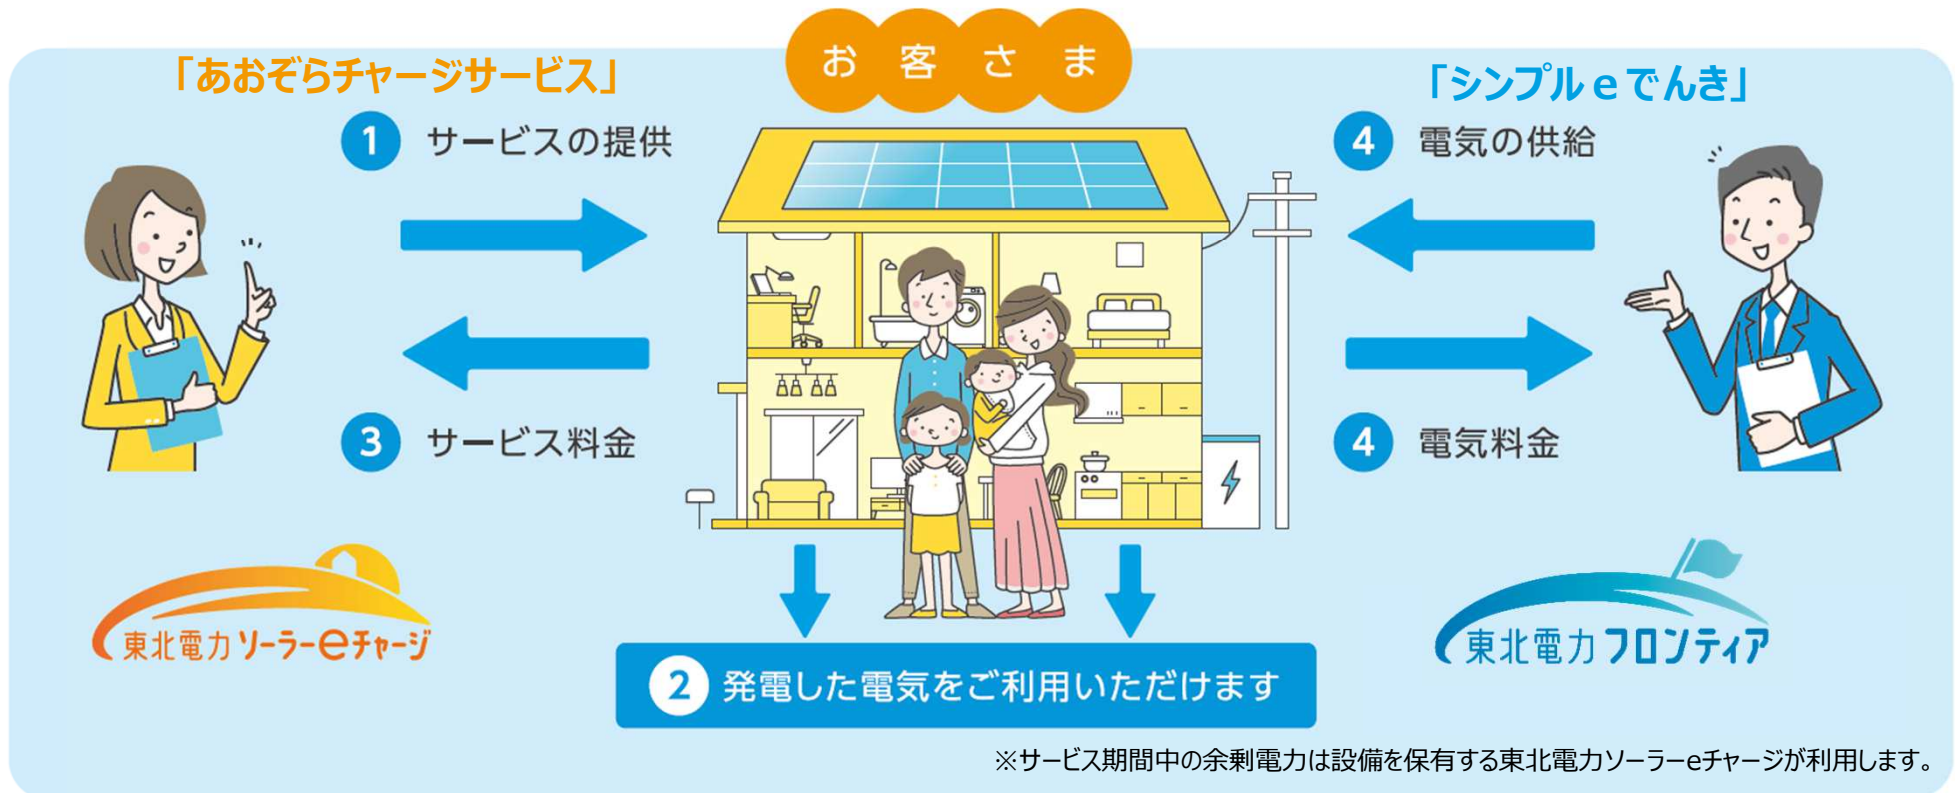 お客さま
「あおぞらチャージサービス」
1 サービスの提供
3 サービス料金
東北電力 ソーラーeチャージ
「シンプルeでんき」
4 電気の供給
4 電気料金
東北電力 フロンティア
2 発電した電気をご利用いただけます
※サービス期間中の余剰電力は設備を保有する東北電力ソーラーeチャージが利用します。